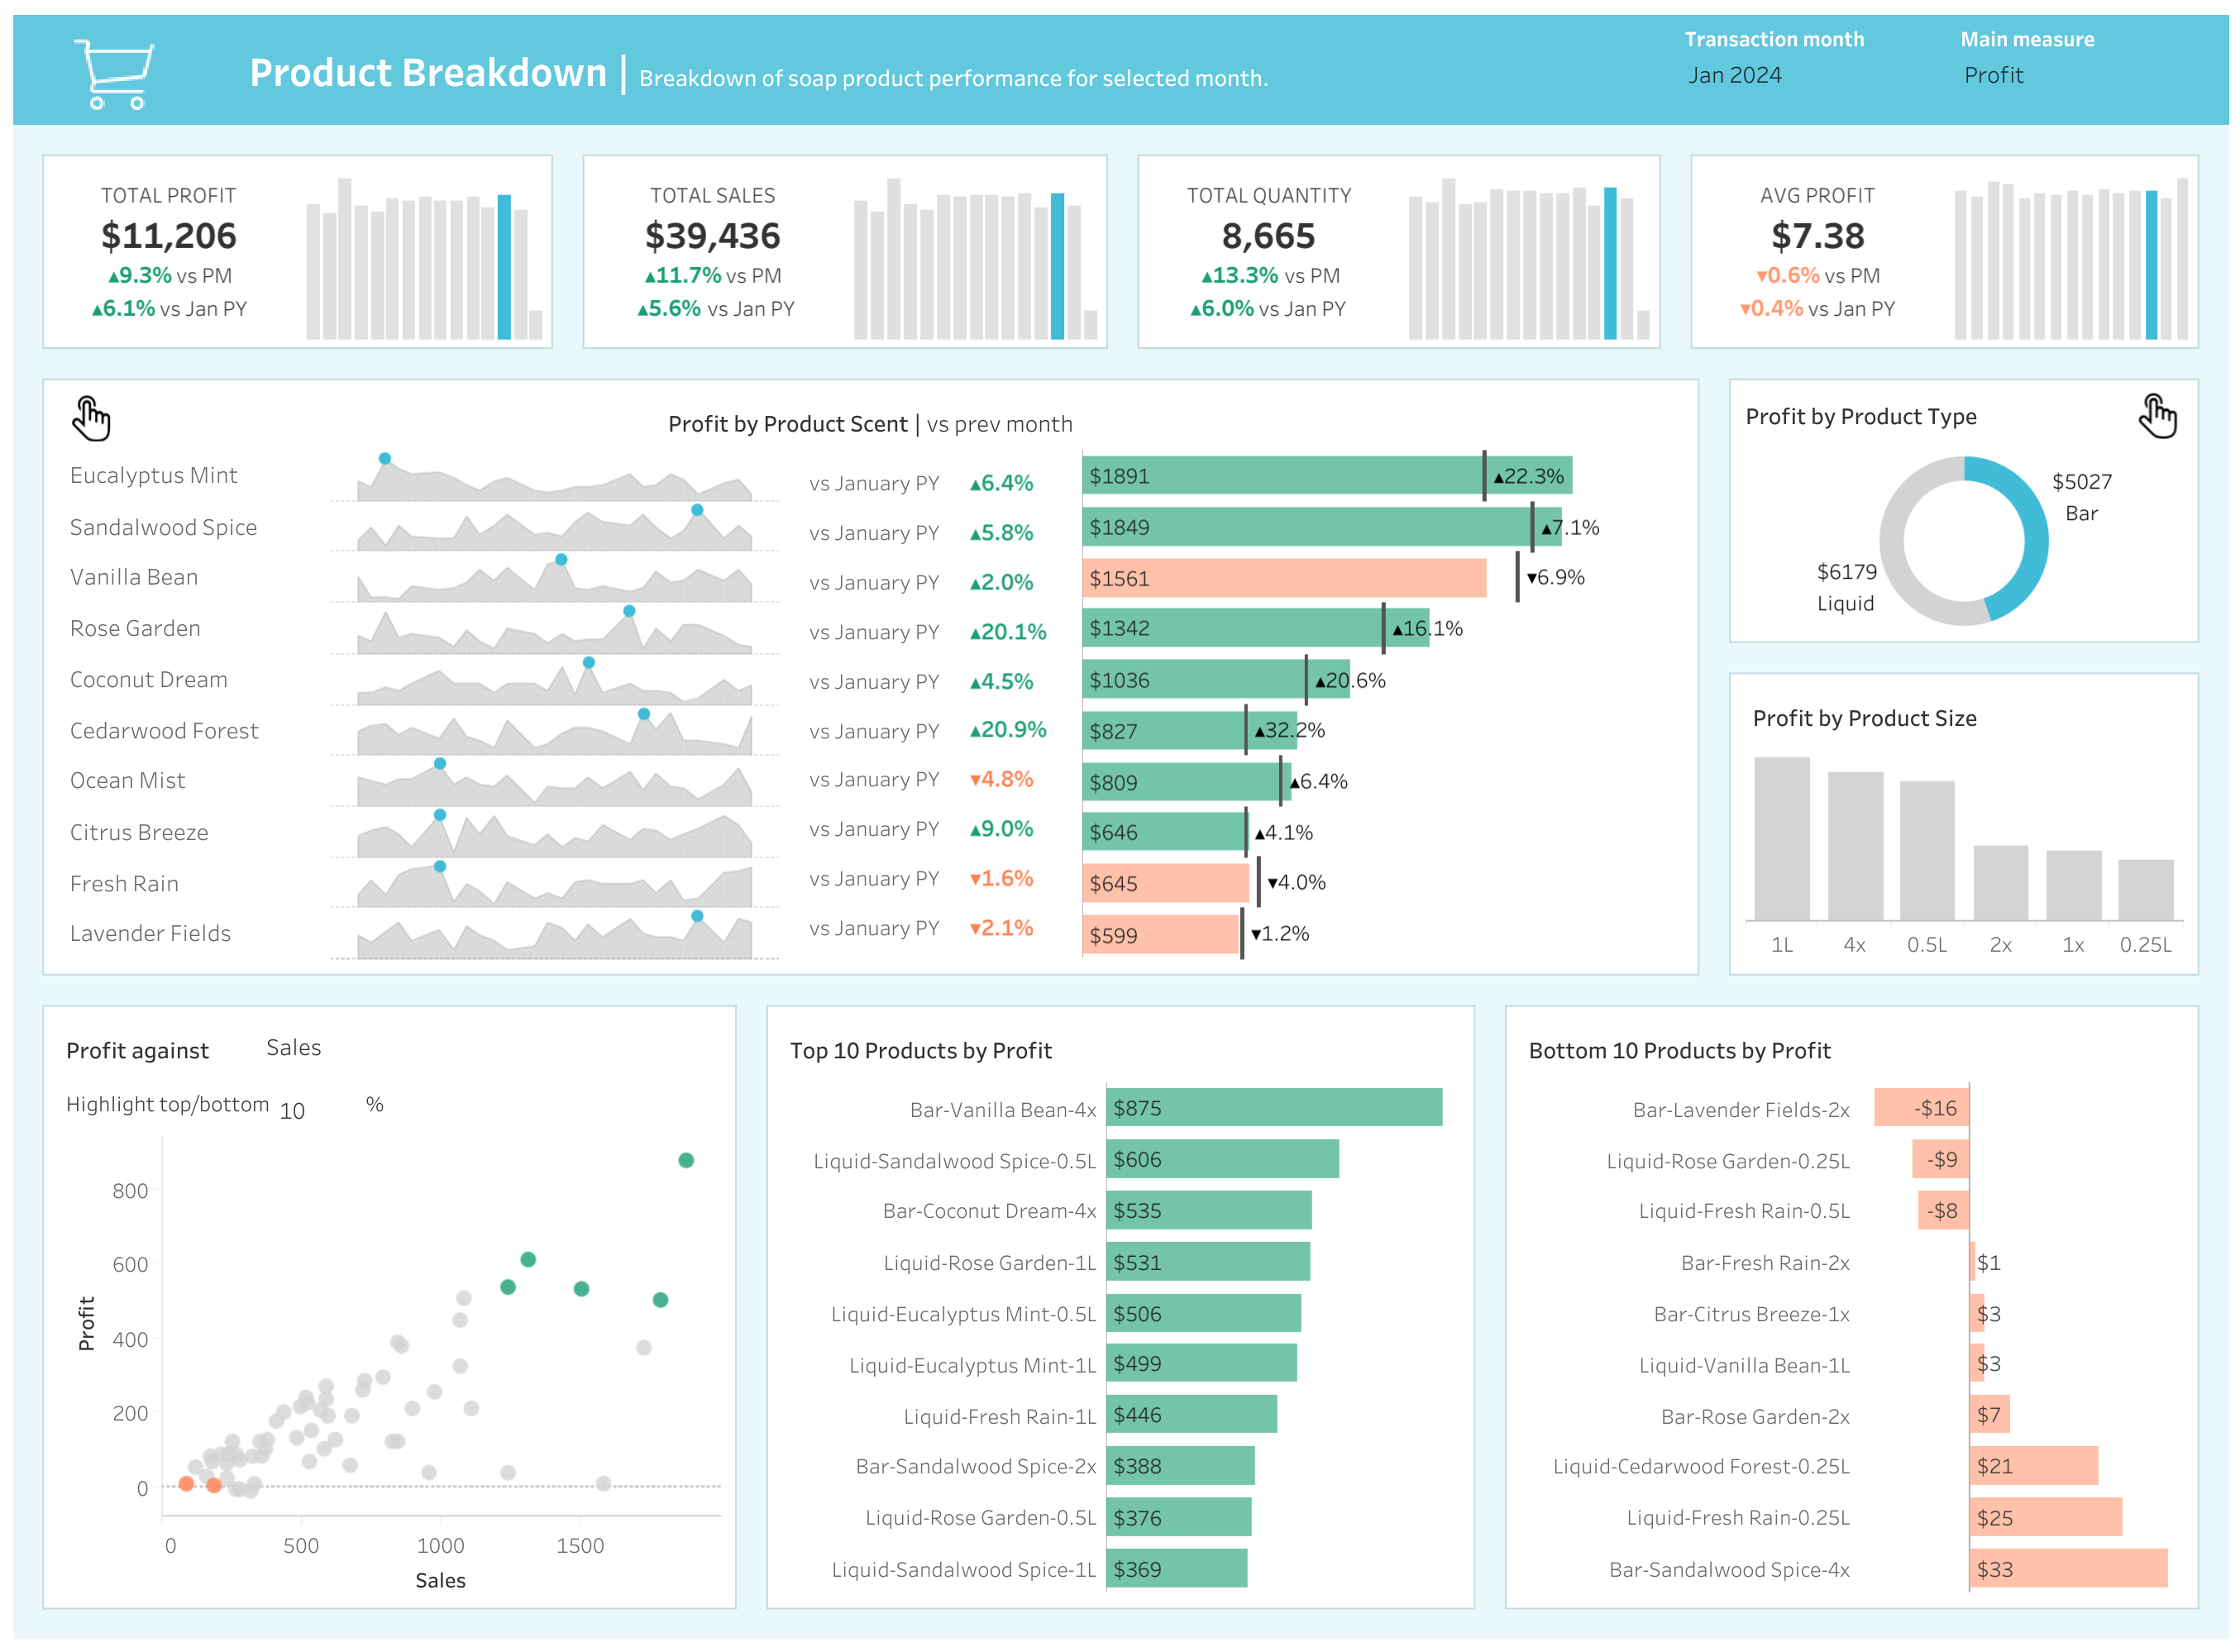 Product Breakdown | Breakdown of soap product performance for selected month.
Transaction month
Jan 2024
Main measure
Profit
TOTAL PROFIT
$11,206
▲9.3% vs PM
▲6.1% vs Jan PY
TOTAL SALES
$39,436
▲11.7% vs PM
▲5.6% vs Jan PY
TOTAL QUANTITY
8,665
▲13.3% vs PM
▲6.0% vs Jan PY
AVG PROFIT
$7.38
▼0.6% vs PM
▼0.4% vs Jan PY
Profit by Product Scent | vs prev month
Eucalyptus Mint vs January PY ▲6.4% $1891 ▲22.3%
Sandalwood Spice vs January PY ▲5.8% $1849 ▲7.1%
Vanilla Bean vs January PY ▲2.0% $1561 ▼6.9%
Rose Garden vs January PY ▲20.1% $1342 ▲16.1%
Coconut Dream vs January PY ▲4.5% $1036 ▲20.6%
Cedarwood Forest vs January PY ▲20.9% $827 ▲32.2%
Ocean Mist vs January PY ▼4.8% $809 ▲6.4%
Citrus Breeze vs January PY ▲9.0% $646 ▲4.1%
Fresh Rain vs January PY ▼1.6% $645 ▼4.0%
Lavender Fields vs January PY ▼2.1% $599 ▼1.2%
Profit by Product Type
$5027
Bar
$6179
Liquid
Profit by Product Size
1L 4x 0.5L 2x 1x 0.25L
Profit against Sales
Highlight top/bottom 10 %
Profit
800
600
400
200
0
0 500 1000 1500
Sales
Top 10 Products by Profit
Bar-Vanilla Bean-4x $875
Liquid-Sandalwood Spice-0.5L $606
Bar-Coconut Dream-4x $535
Liquid-Rose Garden-1L $531
Liquid-Eucalyptus Mint-0.5L $506
Liquid-Eucalyptus Mint-1L $499
Liquid-Fresh Rain-1L $446
Bar-Sandalwood Spice-2x $388
Liquid-Rose Garden-0.5L $376
Liquid-Sandalwood Spice-1L $369
Bottom 10 Products by Profit
Bar-Lavender Fields-2x -$16
Liquid-Rose Garden-0.25L -$9
Liquid-Fresh Rain-0.5L -$8
Bar-Fresh Rain-2x $1
Bar-Citrus Breeze-1x $3
Liquid-Vanilla Bean-1L $3
Bar-Rose Garden-2x $7
Liquid-Cedarwood Forest-0.25L $21
Liquid-Fresh Rain-0.25L $25
Bar-Sandalwood Spice-4x $33